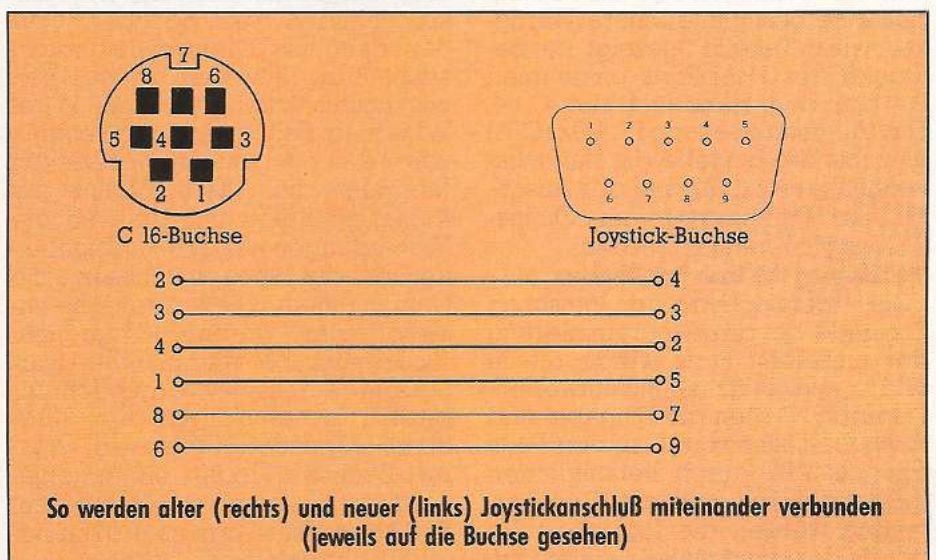 7
8 6
5 4 3
2 1
C 16-Buchse
1 2 3 4 5
6 7 8 9
Joystick-Buchse
2 4
3 3
4 2
1 5
8 7
6 9
So werden alter (rechts) und neuer (links) Joystickanschluß miteinander verbunden
(jeweils auf die Buchse gesehen)